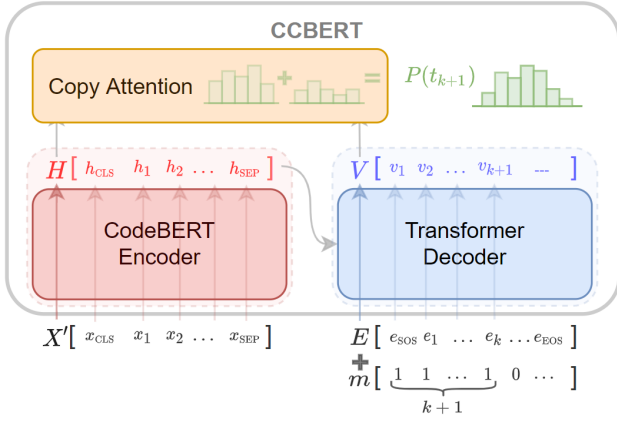 CCBERT
Copy Attention + = P(t_{k+1})
H [ h_CLS h_1 h_2 ... h_SEP ] V [ v_1 v_2 ... v_{k+1} --- ]
CodeBERT
Encoder
Transformer
Decoder
X' [ x_CLS x_1 x_2 ... x_SEP ] E [ e_SOS e_1 ... e_k ... e_EOS ]
+
m [ 1 1 ... 1 0 ... ]
k + 1